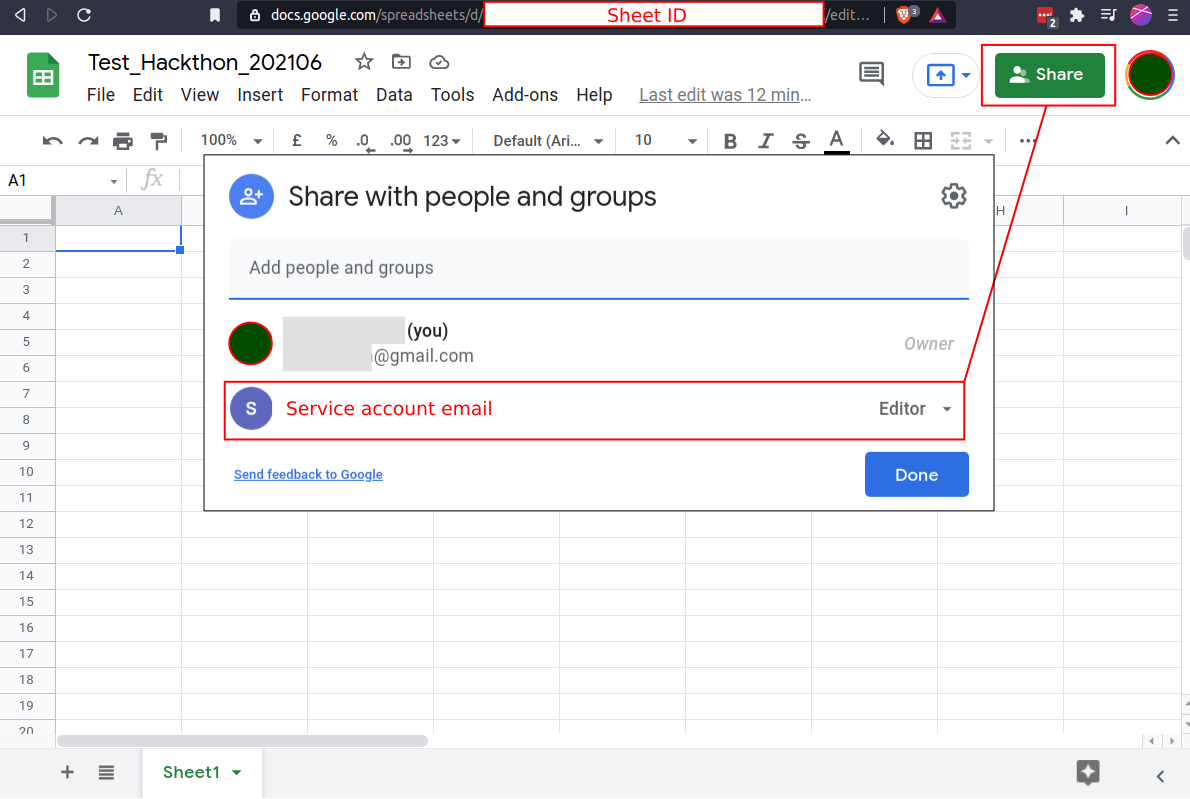 docs.google.com/spreadsheets/d/ Sheet ID /edit... 3 2
Test_Hackthon_202106 Share
File Edit View Insert Format Data Tools Add-ons Help Last edit was 12 min...
100% £ % .0 .00 123 Default (Ari... 10 B I S A
A1 fx
A H I
Share with people and groups
Add people and groups
(you)
@gmail.com
Owner
S Service account email Editor
Send feedback to Google Done
1
2
3
4
5
6
7
8
9
10
11
12
13
14
15
16
17
18
19
20
Sheet1